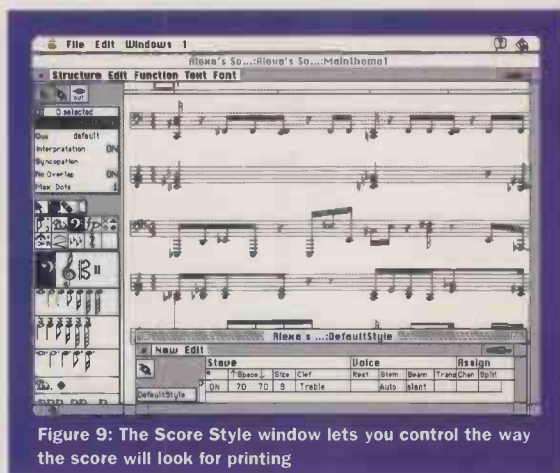 File Edit Windows 1
Alexa's So...:Alexa's So...:Maintheme1
Structure Edit Function Text Font
OUT
0 selected
Qua default
Interpretation ON
Syncopation
No Overlap ON
Max Dots 1
Alexa's ...:DefaultStyle
New Edit
Stave Voice Assign
Space Size Clef Rest Stem Beam Trans Chan Split
ON 70 70 8 Treble Auto slant
DefaultStyle
Figure 9: The Score Style window lets you control the way
the score will look for printing